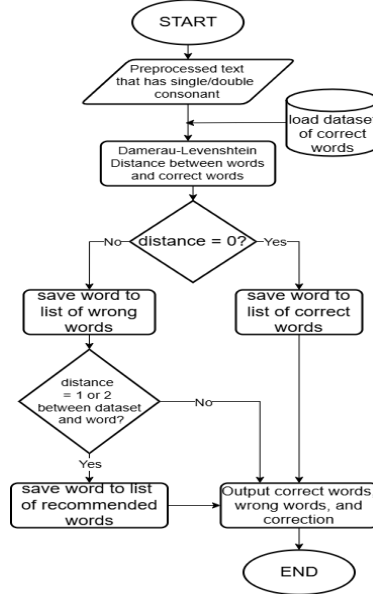 START
Preprocessed text
that has single/double
consonant
load dataset
of correct
words
Damerau-Levenshtein
Distance between words
and correct words
distance = 0?
No
Yes
save word to
list of wrong
words
save word to
list of correct
words
distance
= 1 or 2
between dataset
and word?
No
Yes
save word to list
of recommended
words
Output correct words,
wrong words, and
correction
END